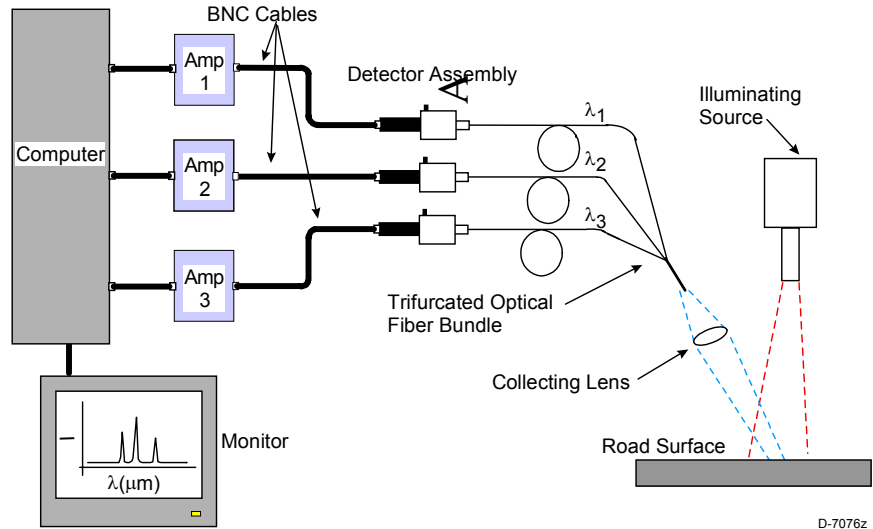 BNC Cables
Amp
1
Detector Assembly
A
λ1
Illuminating
Source
Computer
Amp
2
λ2
Amp
3
λ3
Trifurcated Optical
Fiber Bundle
Collecting Lens
Road Surface
I
λ(μm)
Monitor
D-7076z